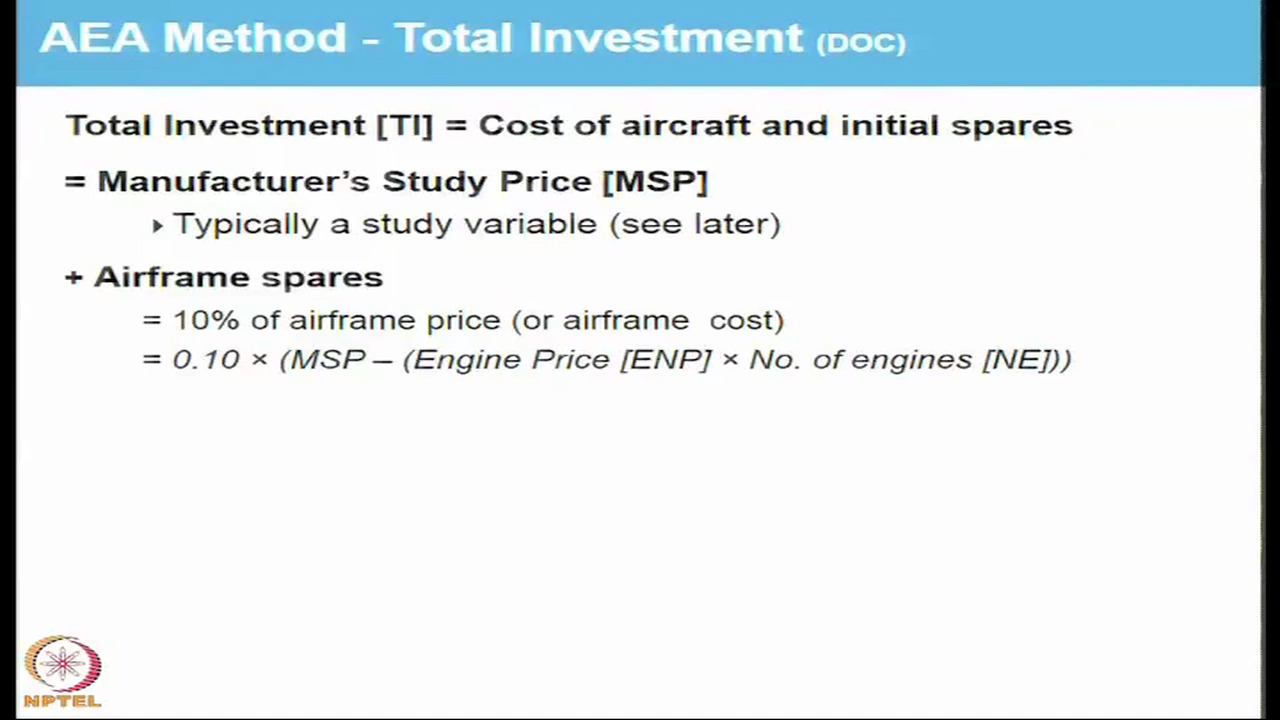 AEA Method - Total Investment (DOC)
Total Investment [TI] = Cost of aircraft and initial spares
= Manufacturer's Study Price [MSP]
Typically a study variable (see later)
+ Airframe spares
= 10% of airframe price (or airframe cost)
= 0.10 × (MSP – (Engine Price [ENP] × No. of engines [NE]))
NPTEL